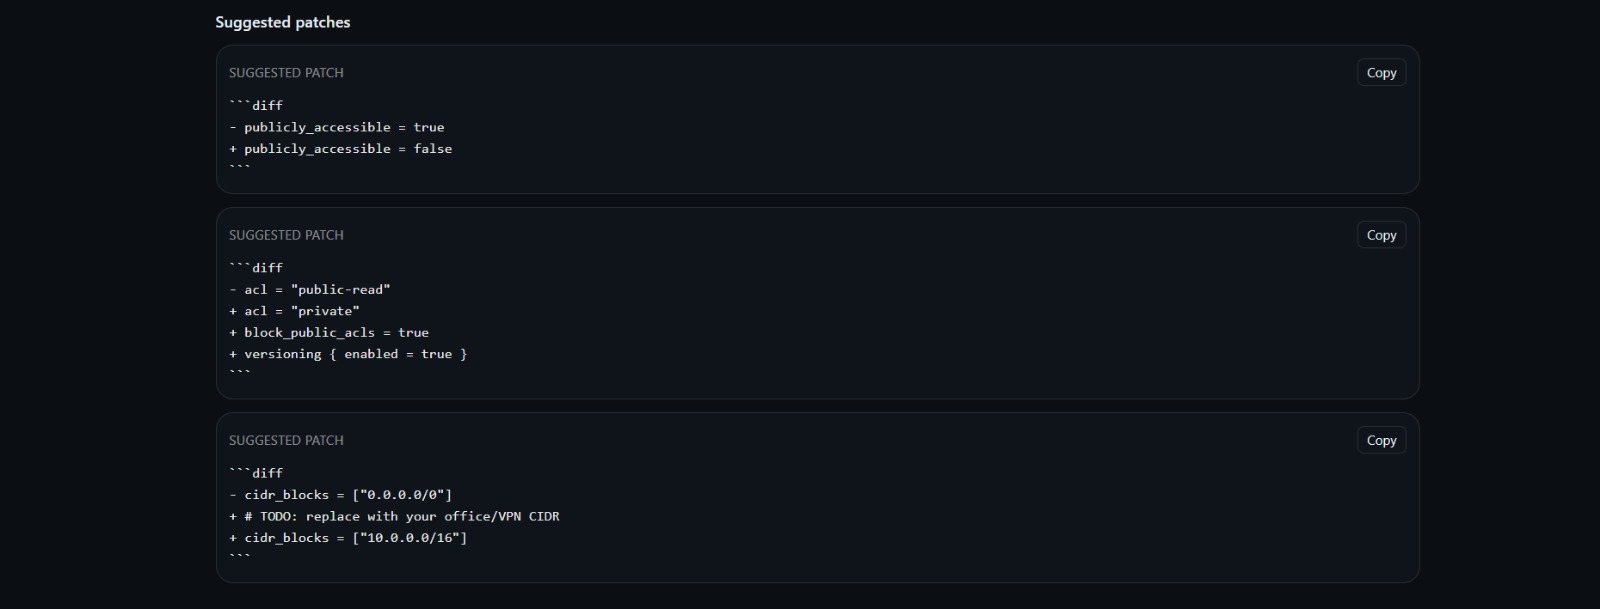 Suggested patches
SUGGESTED PATCH
Copy
```diff
- publicly_accessible = true
+ publicly_accessible = false
```
SUGGESTED PATCH
Copy
```diff
- acl = "public-read"
+ acl = "private"
+ block_public_acls = true
+ versioning { enabled = true }
```
SUGGESTED PATCH
Copy
```diff
- cidr_blocks = ["0.0.0.0/0"]
+ # TODO: replace with your office/VPN CIDR
+ cidr_blocks = ["10.0.0.0/16"]
```